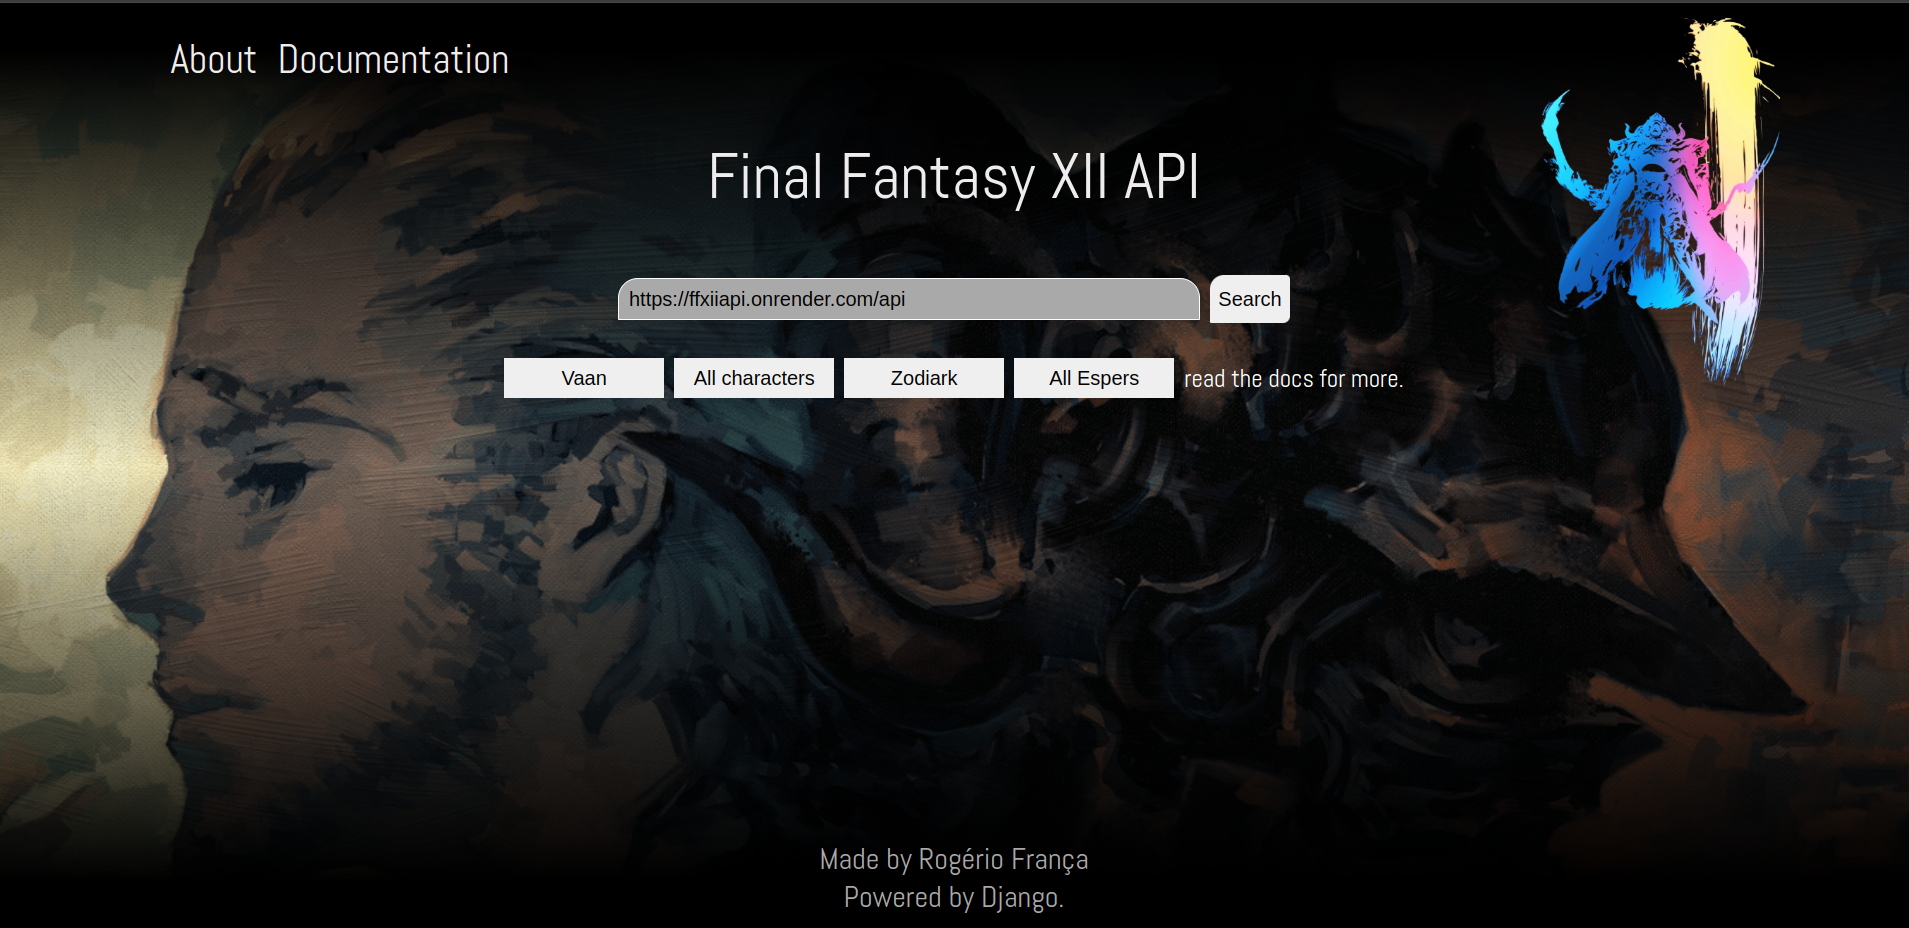 About Documentation
Final Fantasy XII API
https://ffxiiapi.onrender.com/api Search
Vaan All characters Zodiark All Espers read the docs for more.
Made by Rogério França
Powered by Django.